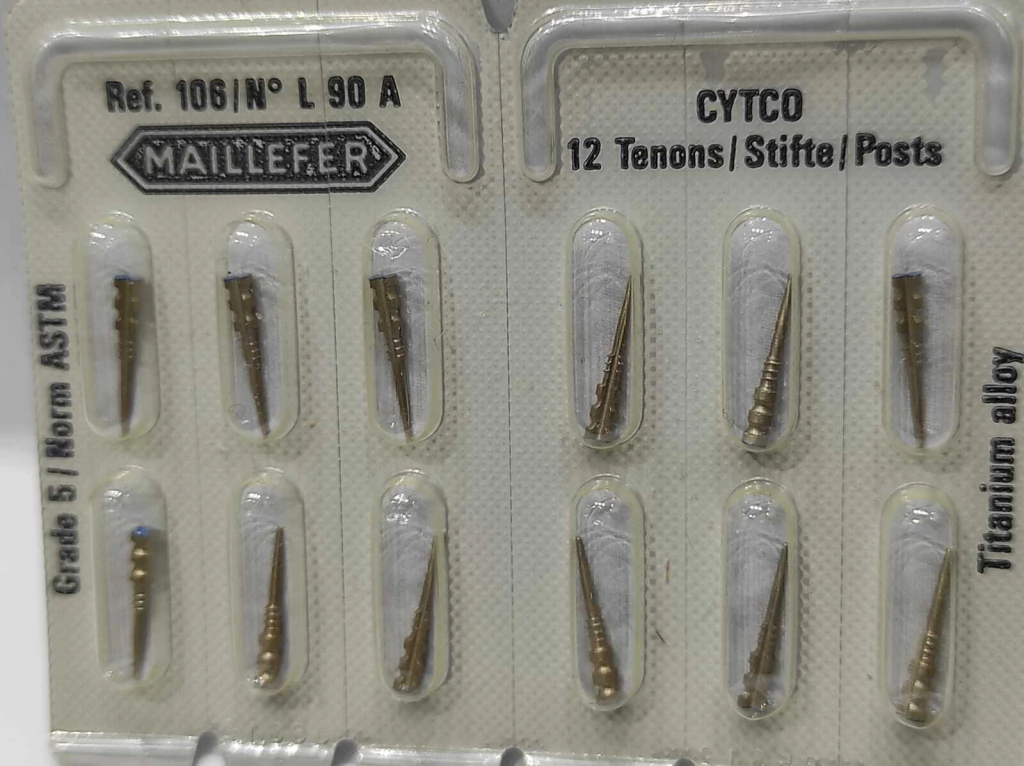 Ref. 106/N° L 90 A
MAILLEFER
CYTCO
12 Tenons/Stifte/Posts
Grade 5 / Norm ASTM
Titanium alloy